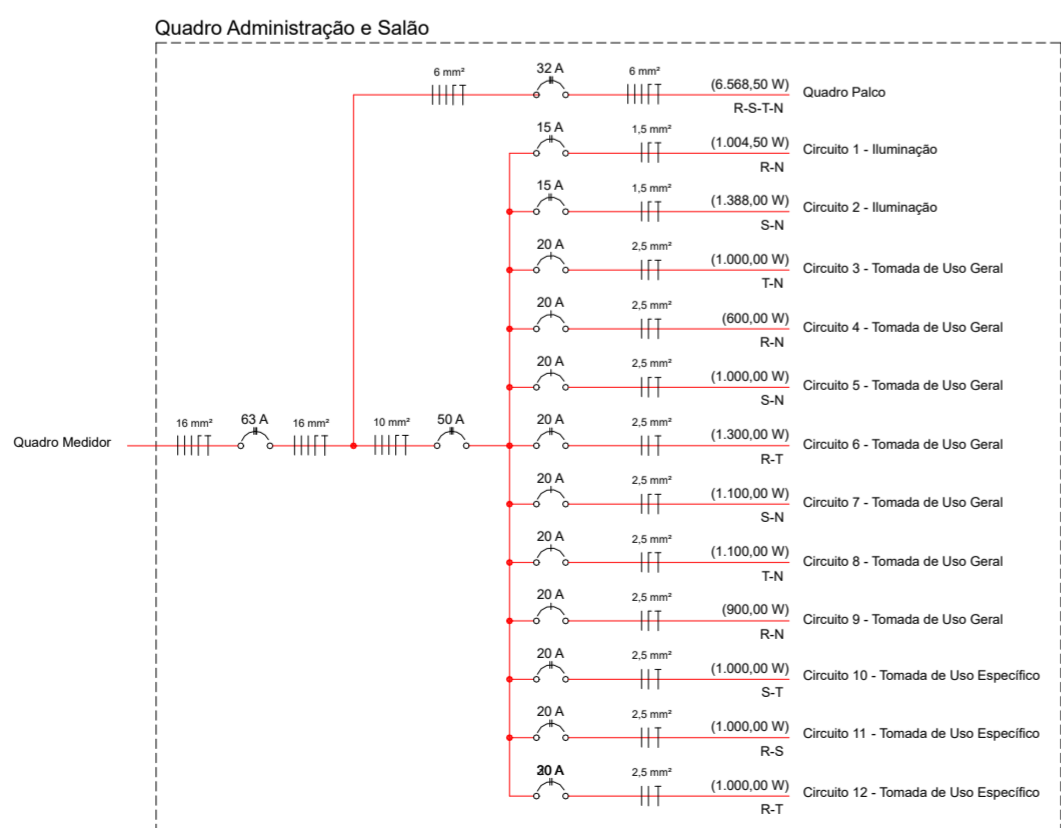 Quadro Administração e Salão
6 mm²
32 A
6 mm²
(6.568,50 W)
Quadro Palco
R-S-T-N
15 A
1,5 mm²
(1.004,50 W)
Circuito 1 - Iluminação
R-N
15 A
1,5 mm²
(1.388,00 W)
Circuito 2 - Iluminação
S-N
20 A
2,5 mm²
(1.000,00 W)
Circuito 3 - Tomada de Uso Geral
T-N
20 A
2,5 mm²
(600,00 W)
Circuito 4 - Tomada de Uso Geral
R-N
20 A
2,5 mm²
(1.000,00 W)
Circuito 5 - Tomada de Uso Geral
S-N
Quadro Medidor
16 mm²
63 A
16 mm²
10 mm²
50 A
20 A
2,5 mm²
(1.300,00 W)
Circuito 6 - Tomada de Uso Geral
R-T
20 A
2,5 mm²
(1.100,00 W)
Circuito 7 - Tomada de Uso Geral
S-N
20 A
2,5 mm²
(1.100,00 W)
Circuito 8 - Tomada de Uso Geral
T-N
20 A
2,5 mm²
(900,00 W)
Circuito 9 - Tomada de Uso Geral
R-N
20 A
2,5 mm²
(1.000,00 W)
Circuito 10 - Tomada de Uso Específico
S-T
20 A
2,5 mm²
(1.000,00 W)
Circuito 11 - Tomada de Uso Específico
R-S
2,5 mm²
(1.000,00 W)
Circuito 12 - Tomada de Uso Específico
R-T